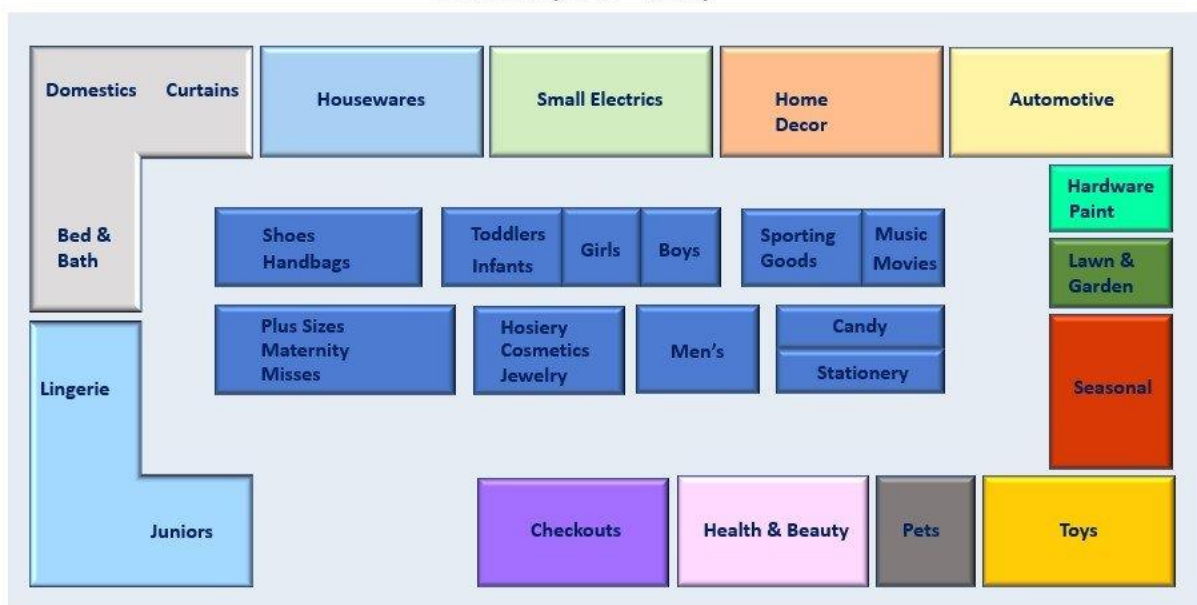 Domestics Curtains
Bed &
Bath
Housewares
Small Electrics
Home
Decor
Automotive
Hardware
Paint
Shoes
Handbags
Toddlers
Infants
Girls
Boys
Sporting
Goods
Music
Movies
Lawn &
Garden
Plus Sizes
Maternity
Misses
Hosiery
Cosmetics
Jewelry
Men's
Candy
Stationery
Seasonal
Lingerie
Juniors
Checkouts
Health & Beauty
Pets
Toys